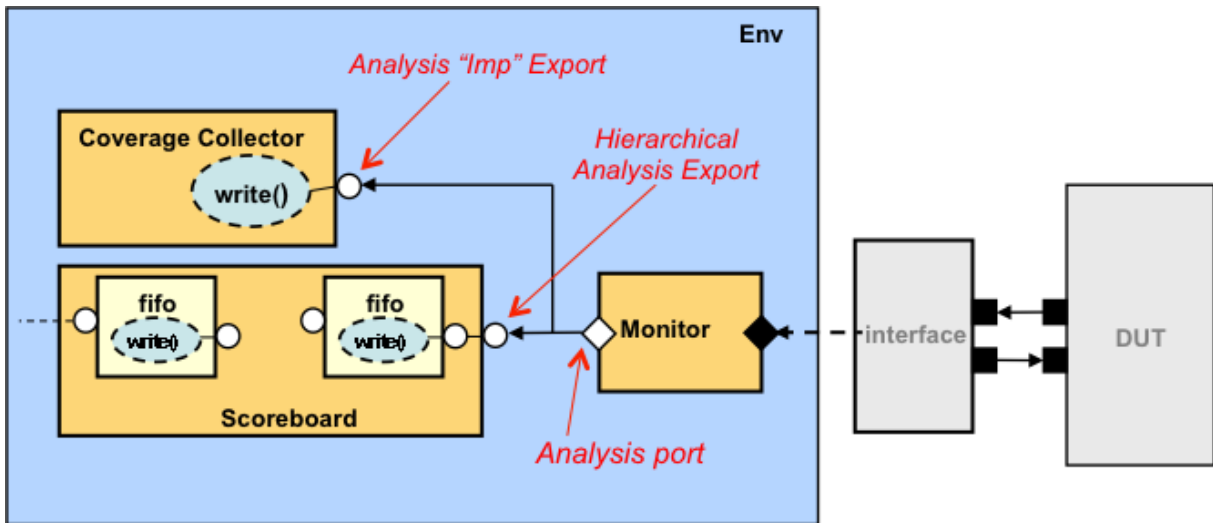 Env
Analysis “Imp” Export
Coverage Collector
write()
Hierarchical
Analysis Export
fifo
write()
fifo
write()
Monitor
Scoreboard
Analysis port
interface
DUT